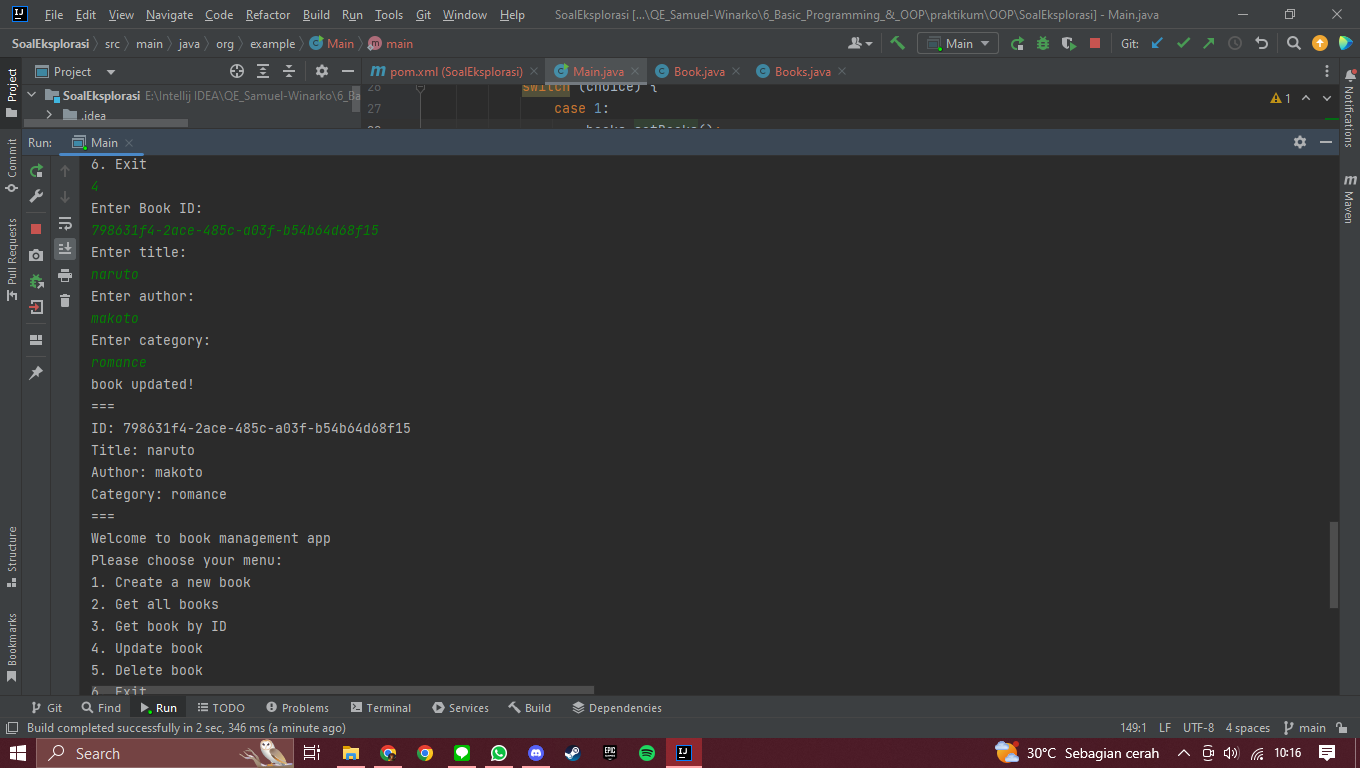 File Edit View Navigate Code Refactor Build Run Tools Git Window Help SoalEksplorasi [...\QE_Samuel-Winarko\6_Basic_Programming_&_OOP\praktikum\OOP\SoalEksplorasi] - Main.java
SoalEksplorasi src main java org example Main main Main Git:
Project pom.xml (SoalEksplorasi) Main.java Book.java Books.java
SoalEksplorasi E:\Intellij IDEA\QE_Samuel-Winarko\6_Ba
.idea
26 switch (choice) {
27 case 1:
1
Run: Main
6. Exit
4
Enter Book ID:
798631f4-2ace-485c-a03f-b54b64d68f15
Enter title:
naruto
Enter author:
makoto
Enter category:
romance
book updated!
===
ID: 798631f4-2ace-485c-a03f-b54b64d68f15
Title: naruto
Author: makoto
Category: romance
===
Welcome to book management app
Please choose your menu:
1. Create a new book
2. Get all books
3. Get book by ID
4. Update book
5. Delete book
6. Exit
Project
Commit
Pull Requests
Structure
Bookmarks
Notifications
Maven
Git Find Run TODO Problems Terminal Services Build Dependencies
Build completed successfully in 2 sec, 346 ms (a minute ago) 149:1 LF UTF-8 4 spaces main
Search 30°C Sebagian cerah 10:16